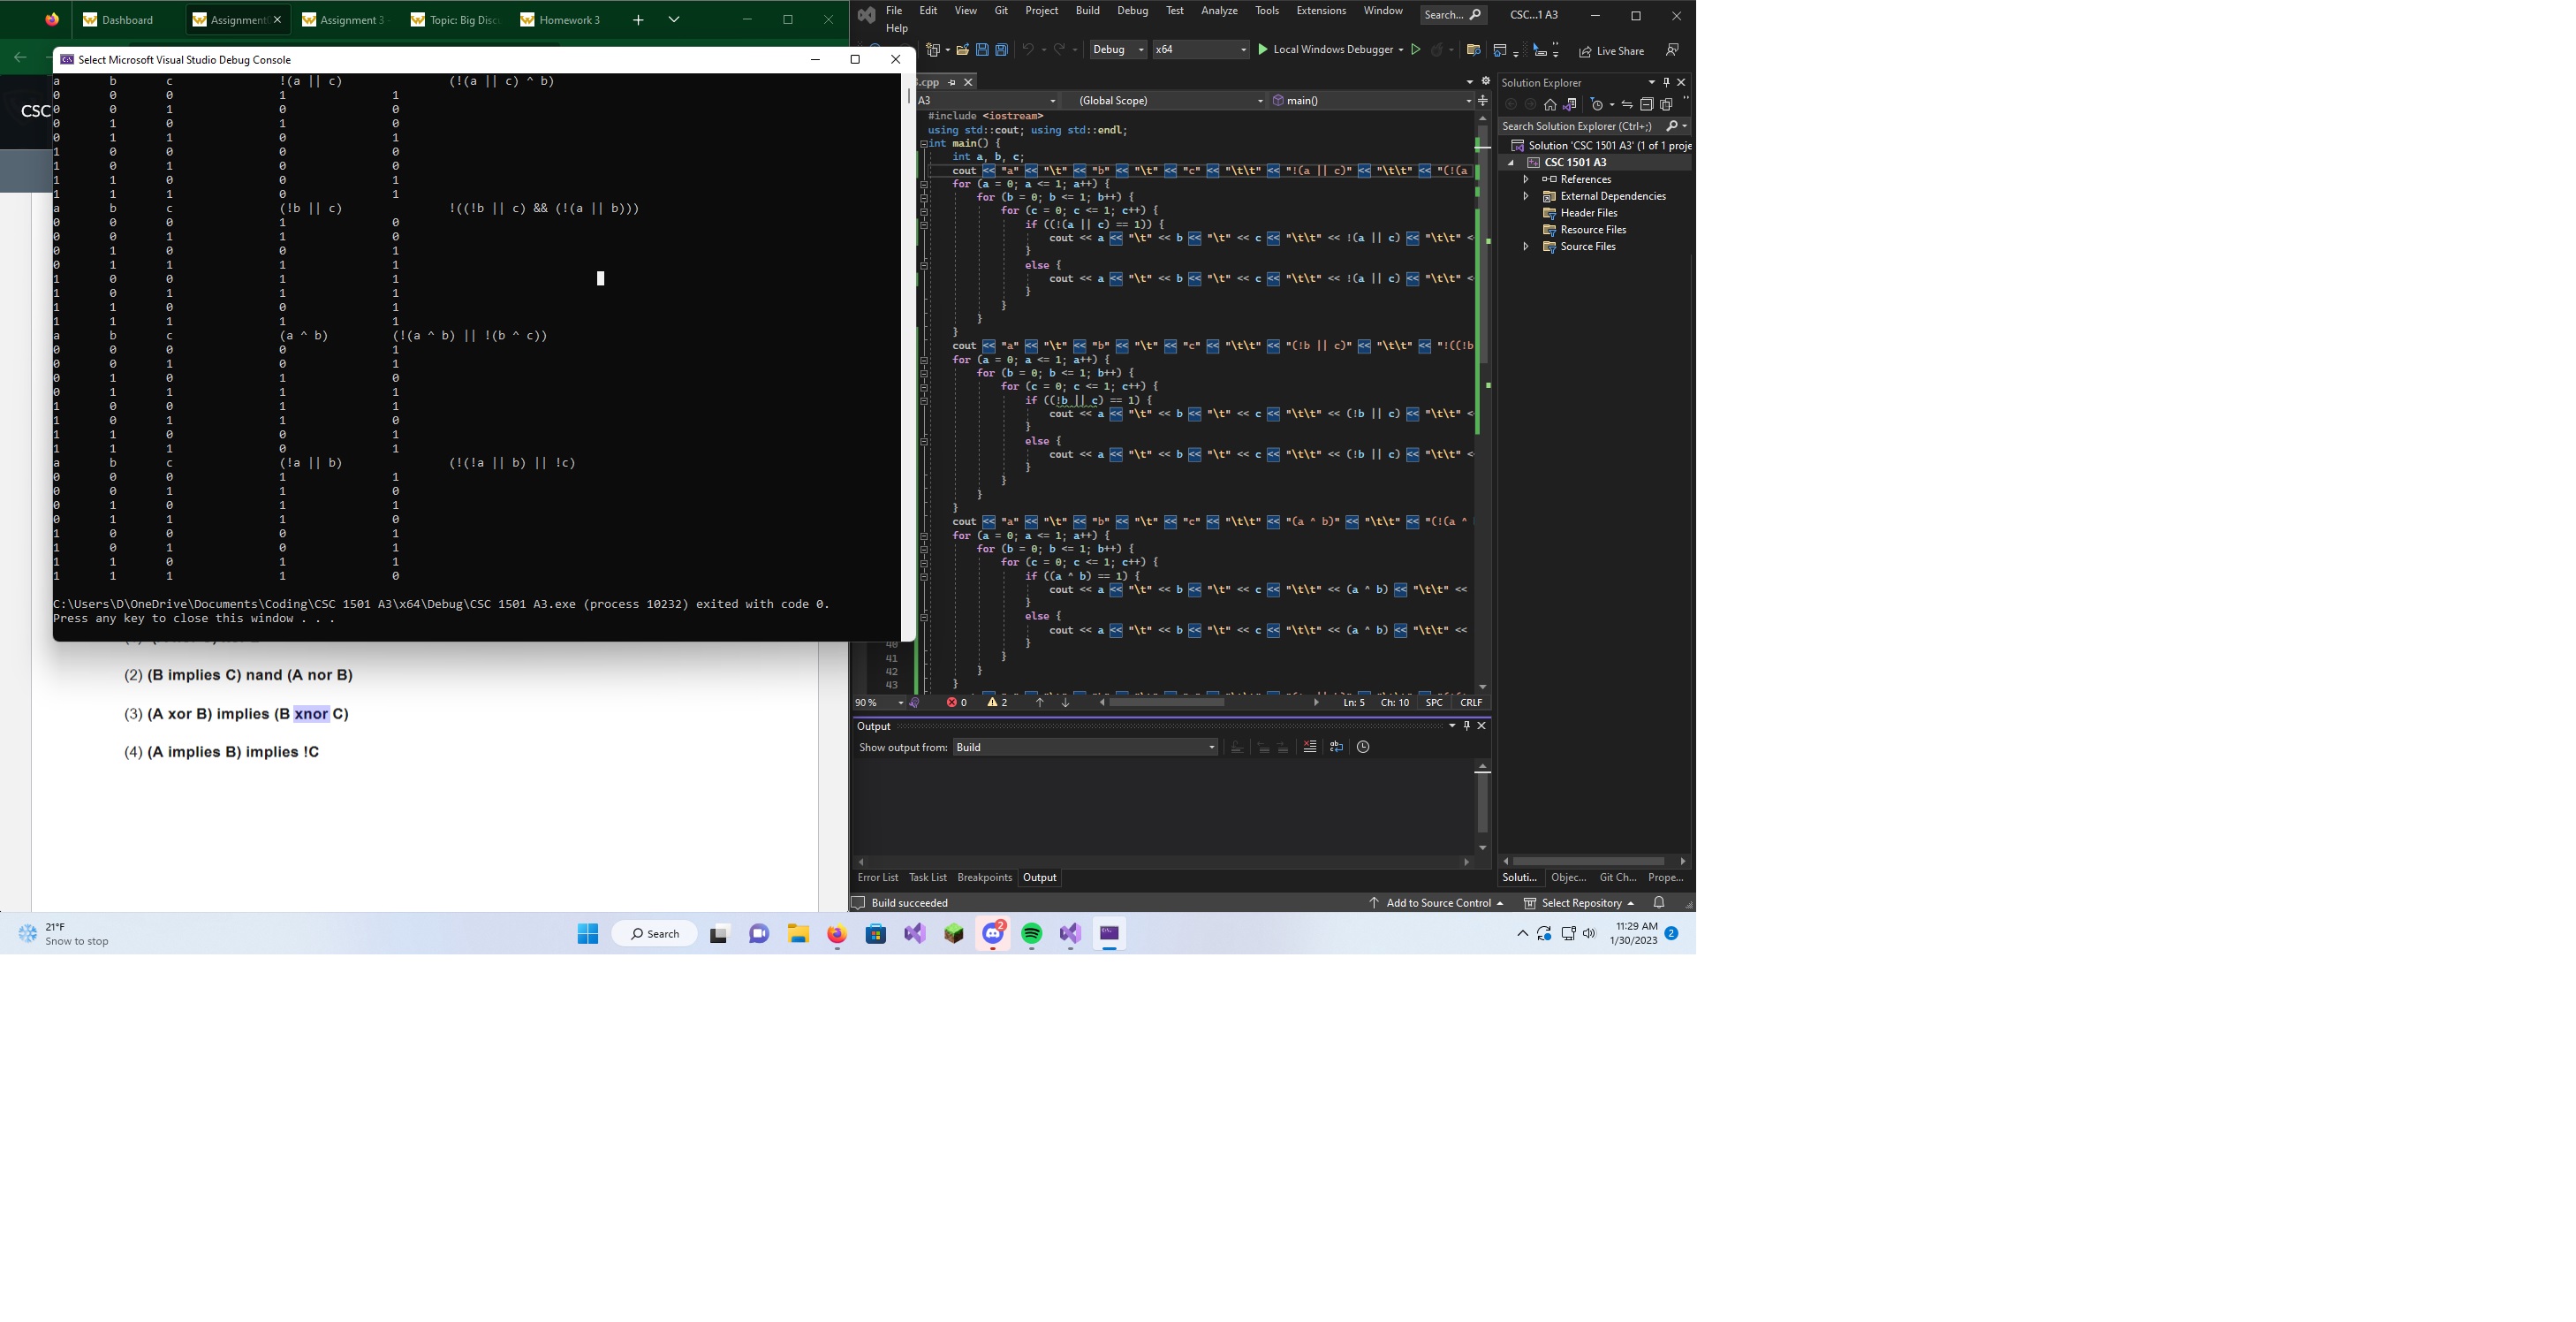 Dashboard
Assignment
Assignment 3
Topic: Big Disc
Homework 3
CSC
Select Microsoft Visual Studio Debug Console
a b c !(a || c) (!(a || c) ^ b)
0 0 0 1 1
0 0 1 0 0
0 1 0 1 0
0 1 1 0 1
1 0 0 0 0
1 0 1 0 0
1 1 0 0 1
1 1 1 0 1
a b c (!b || c) !((!b || c) && (!(a || b)))
0 0 0 1 0
0 0 1 1 0
0 1 0 0 1
0 1 1 1 1
1 0 0 1 1
1 0 1 1 1
1 1 0 0 1
1 1 1 1 1
a b c (a ^ b) (!(a ^ b) || !(b ^ c))
0 0 0 0 1
0 0 1 0 1
0 1 0 1 0
0 1 1 1 1
1 0 0 1 1
1 0 1 1 0
1 1 0 0 1
1 1 1 0 1
a b c (!a || b) (!(!a || b) || !c)
0 0 0 1 1
0 0 1 1 0
0 1 0 1 1
0 1 1 1 0
1 0 0 0 1
1 0 1 0 1
1 1 0 1 1
1 1 1 1 0
C:\Users\D\OneDrive\Documents\Coding\CSC 1501 A3\x64\Debug\CSC 1501 A3.exe (process 10232) exited with code 0.
Press any key to close this window . . .
(2) (B implies C) nand (A nor B)
(3) (A xor B) implies (B xnor C)
(4) (A implies B) implies !C
File Edit View Git Project Build Debug Test Analyze Tools Extensions Window
Help
Search...
CSC...1 A3
Debug x64 Local Windows Debugger Live Share
.cpp
A3 (Global Scope) main()
#include <iostream>
using std::cout; using std::endl;
int main() {
int a, b, c;
cout << "a" << "\t" << "b" << "\t" << "c" << "\t\t" << "!(a || c)" << "\t\t" << "(!(a
for (a = 0; a <= 1; a++) {
for (b = 0; b <= 1; b++) {
for (c = 0; c <= 1; c++) {
if ((!(a || c) == 1)) {
cout << a << "\t" << b << "\t" << c << "\t\t" << !(a || c) << "\t\t" <
}
else {
cout << a << "\t" << b << "\t" << c << "\t\t" << !(a || c) << "\t\t" <
}
}
}
}
cout << "a" << "\t" << "b" << "\t" << "c" << "\t\t" << "(!b || c)" << "\t\t" << "!((!b
for (a = 0; a <= 1; a++) {
for (b = 0; b <= 1; b++) {
for (c = 0; c <= 1; c++) {
if ((!b || c) == 1) {
cout << a << "\t" << b << "\t" << c << "\t\t" << (!b || c) << "\t\t" <
}
else {
cout << a << "\t" << b << "\t" << c << "\t\t" << (!b || c) << "\t\t" <
}
}
}
}
cout << "a" << "\t" << "b" << "\t" << "c" << "\t\t" << "(a ^ b)" << "\t\t" << "(!(a ^
for (a = 0; a <= 1; a++) {
for (b = 0; b <= 1; b++) {
for (c = 0; c <= 1; c++) {
if ((a ^ b) == 1) {
cout << a << "\t" << b << "\t" << c << "\t\t" << (a ^ b) << "\t\t" <<
}
else {
cout << a << "\t" << b << "\t" << c << "\t\t" << (a ^ b) << "\t\t" <<
}
40
41 }
42 }
43 }
90 % 0 2 Ln: 5 Ch: 10 SPC CRLF
Output
Show output from: Build
Error List Task List Breakpoints Output
Solution Explorer
Search Solution Explorer (Ctrl+;)
Solution 'CSC 1501 A3' (1 of 1 proje
CSC 1501 A3
References
External Dependencies
Header Files
Resource Files
Source Files
Soluti... Objec... Git Ch... Prope...
Build succeeded Add to Source Control Select Repository
21°F
Snow to stop
Search
2
11:29 AM
1/30/2023
2